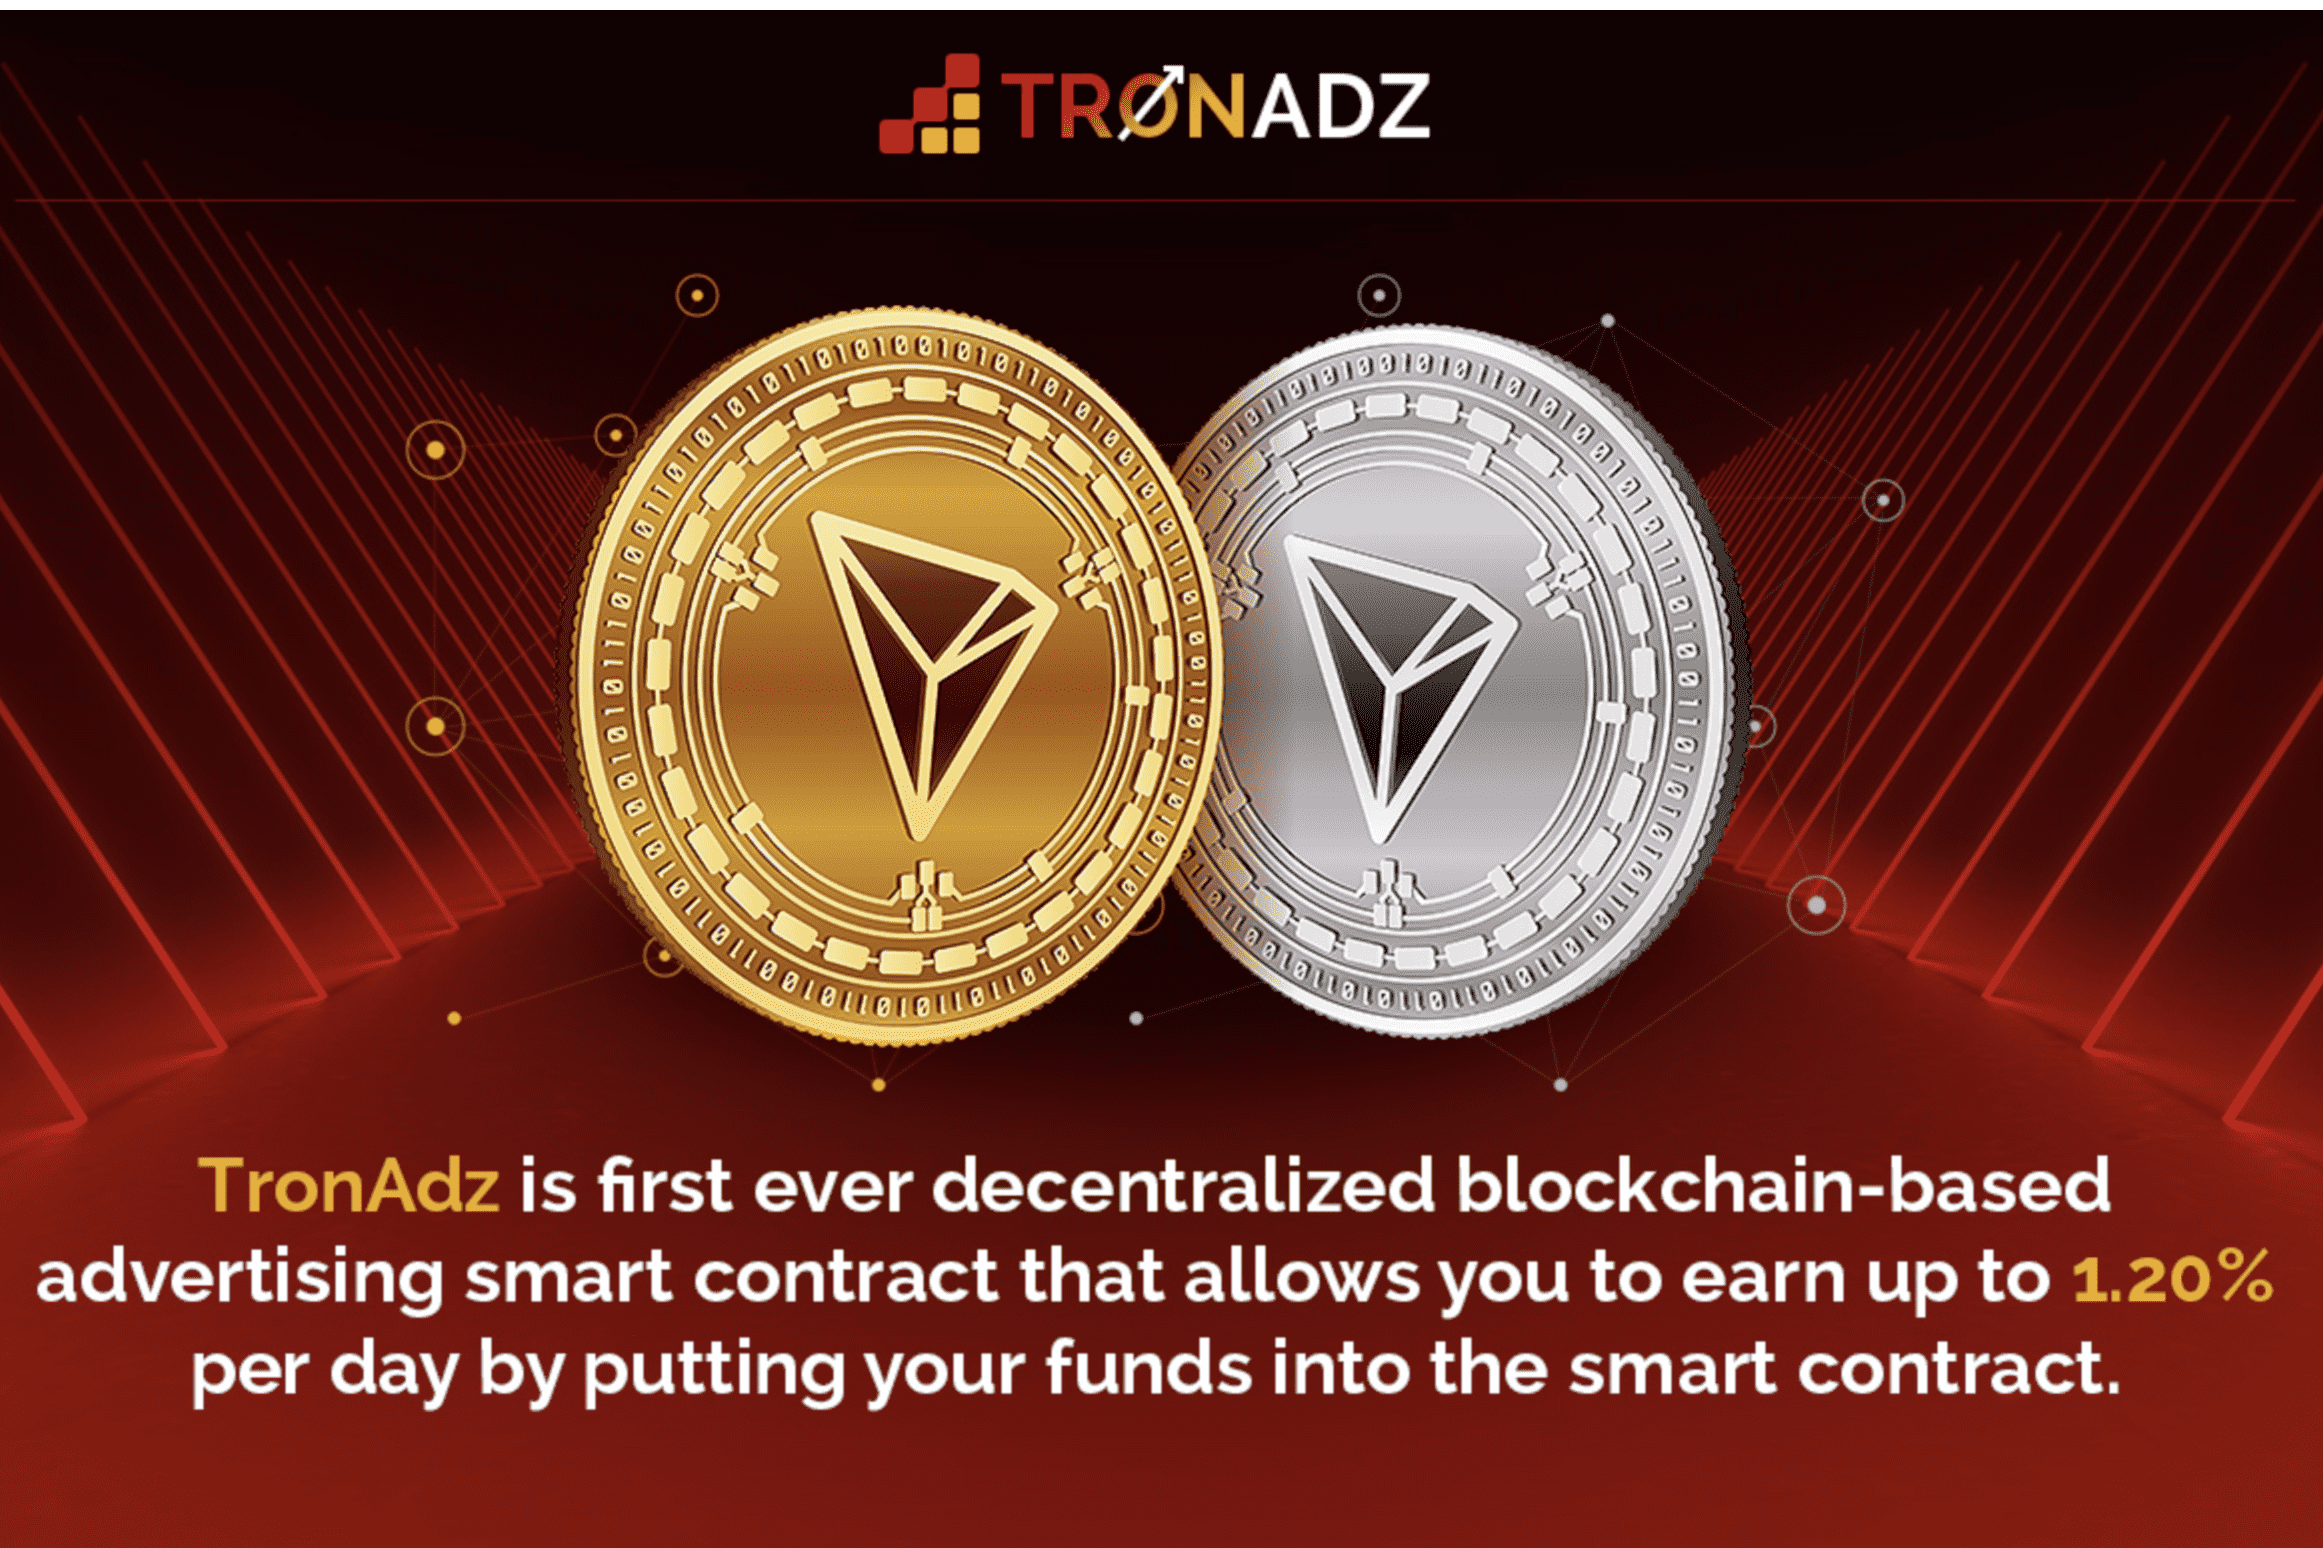 TRONADZ
TronAdz is first ever decentralized blockchain-based
advertising smart contract that allows you to earn up to 1.20%
per day by putting your funds into the smart contract.